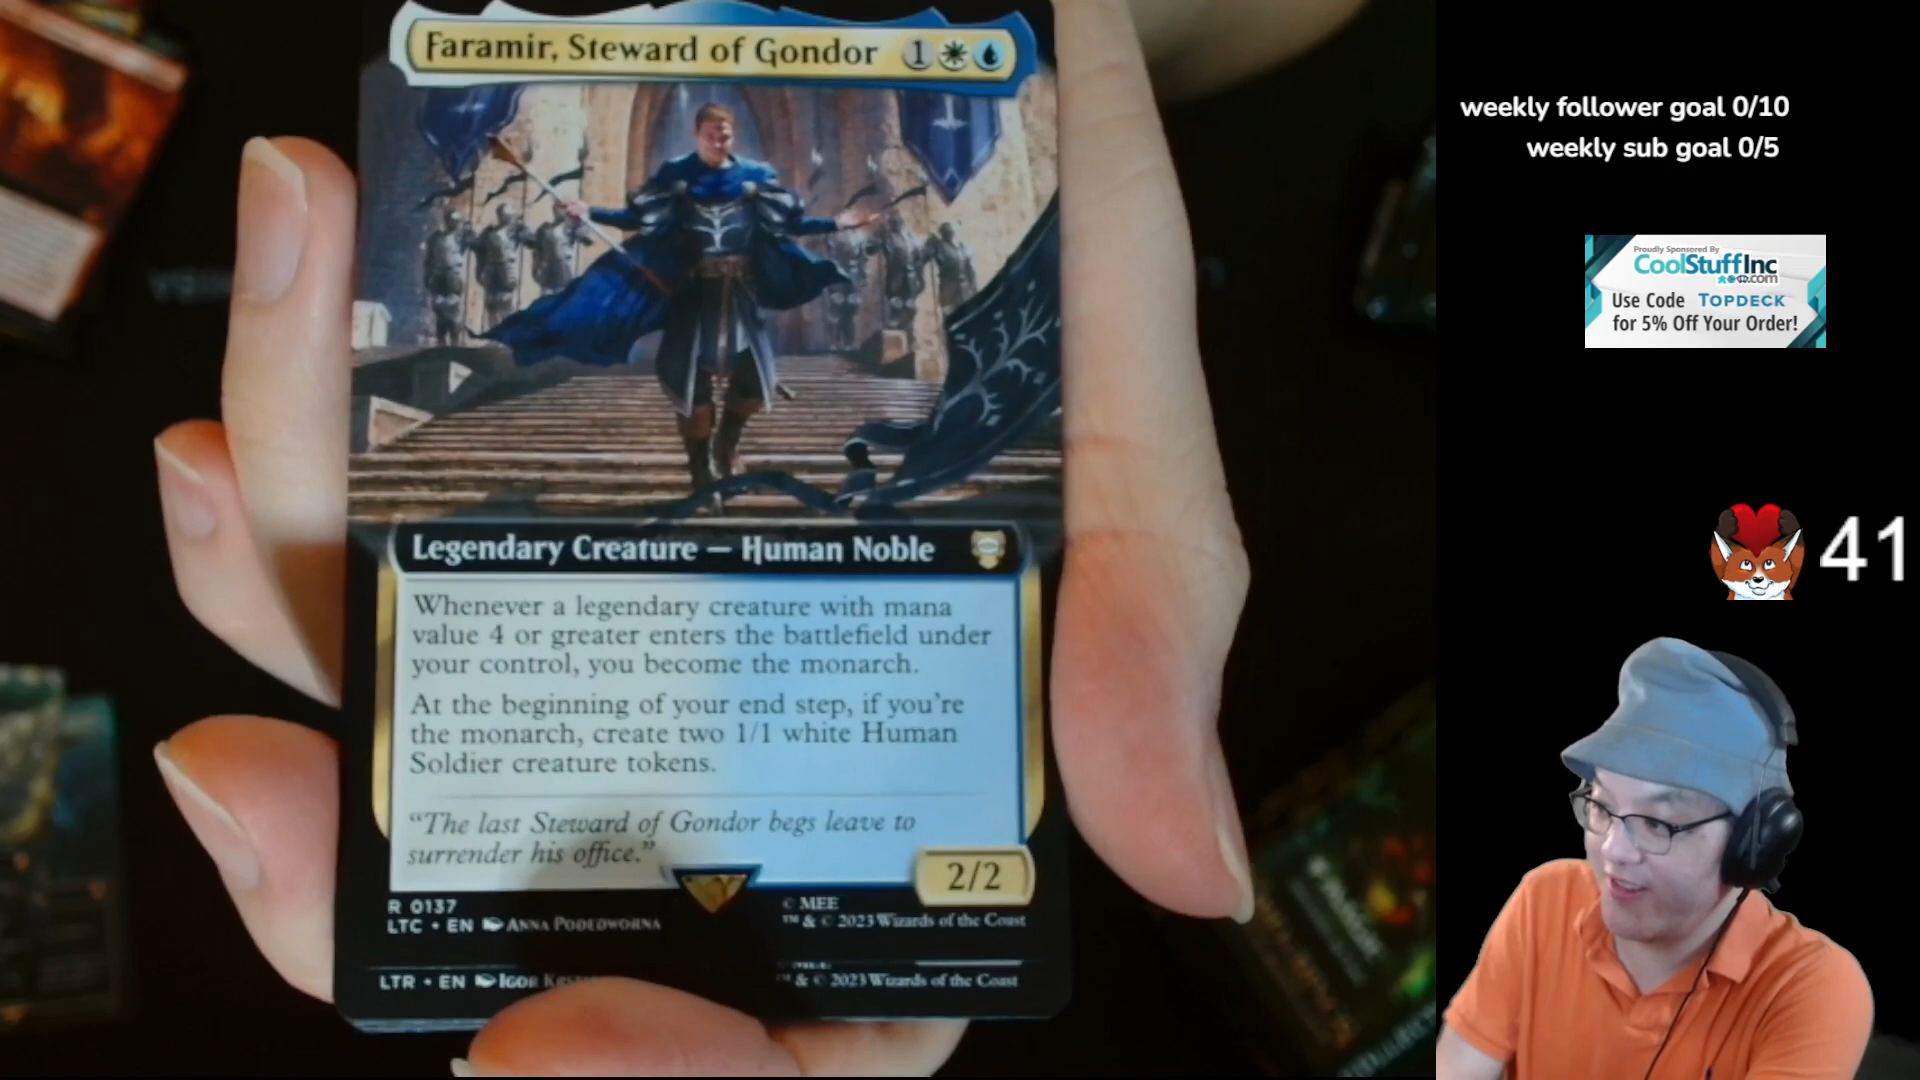 Faramir, Steward of Gondor 1
Legendary Creature — Human Noble
Whenever a legendary creature with mana
value 4 or greater enters the battlefield under
your control, you become the monarch.
At the beginning of your end step, if you're
the monarch, create two 1/1 white Human
Soldier creature tokens.
"The last Steward of Gondor begs leave to
surrender his office."
2/2
R 0137
LTC • EN ANNA PODEDWORNA
© MEE
™ & © 2023 Wizards of the Coast
LTR • EN IGOR
™ & © 2023 Wizards of the Coast
weekly follower goal 0/10
weekly sub goal 0/5
Proudly Sponsored By
CoolStuffInc
.com
Use Code TOPDECK
for 5% Off Your Order!
41